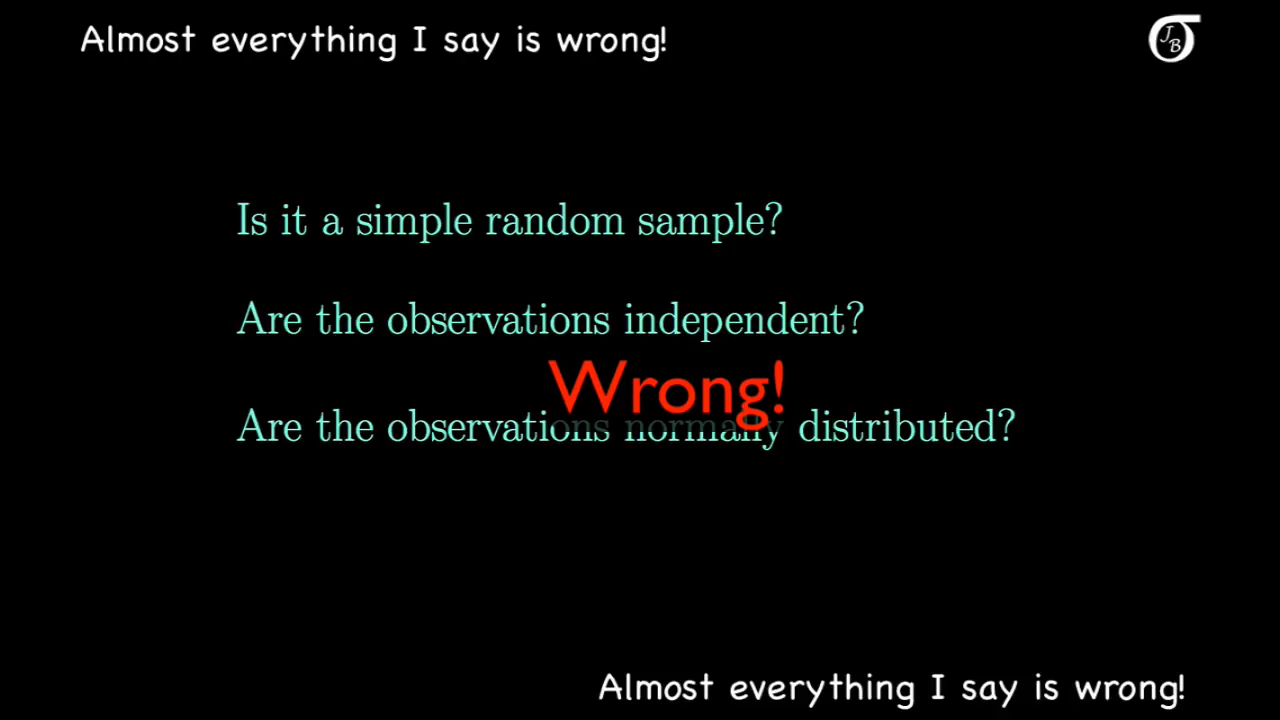 Almost everything I say is wrong!
JB
Is it a simple random sample?
Are the observations independent?
Wrong!
Are the observations normally distributed?
Almost everything I say is wrong!